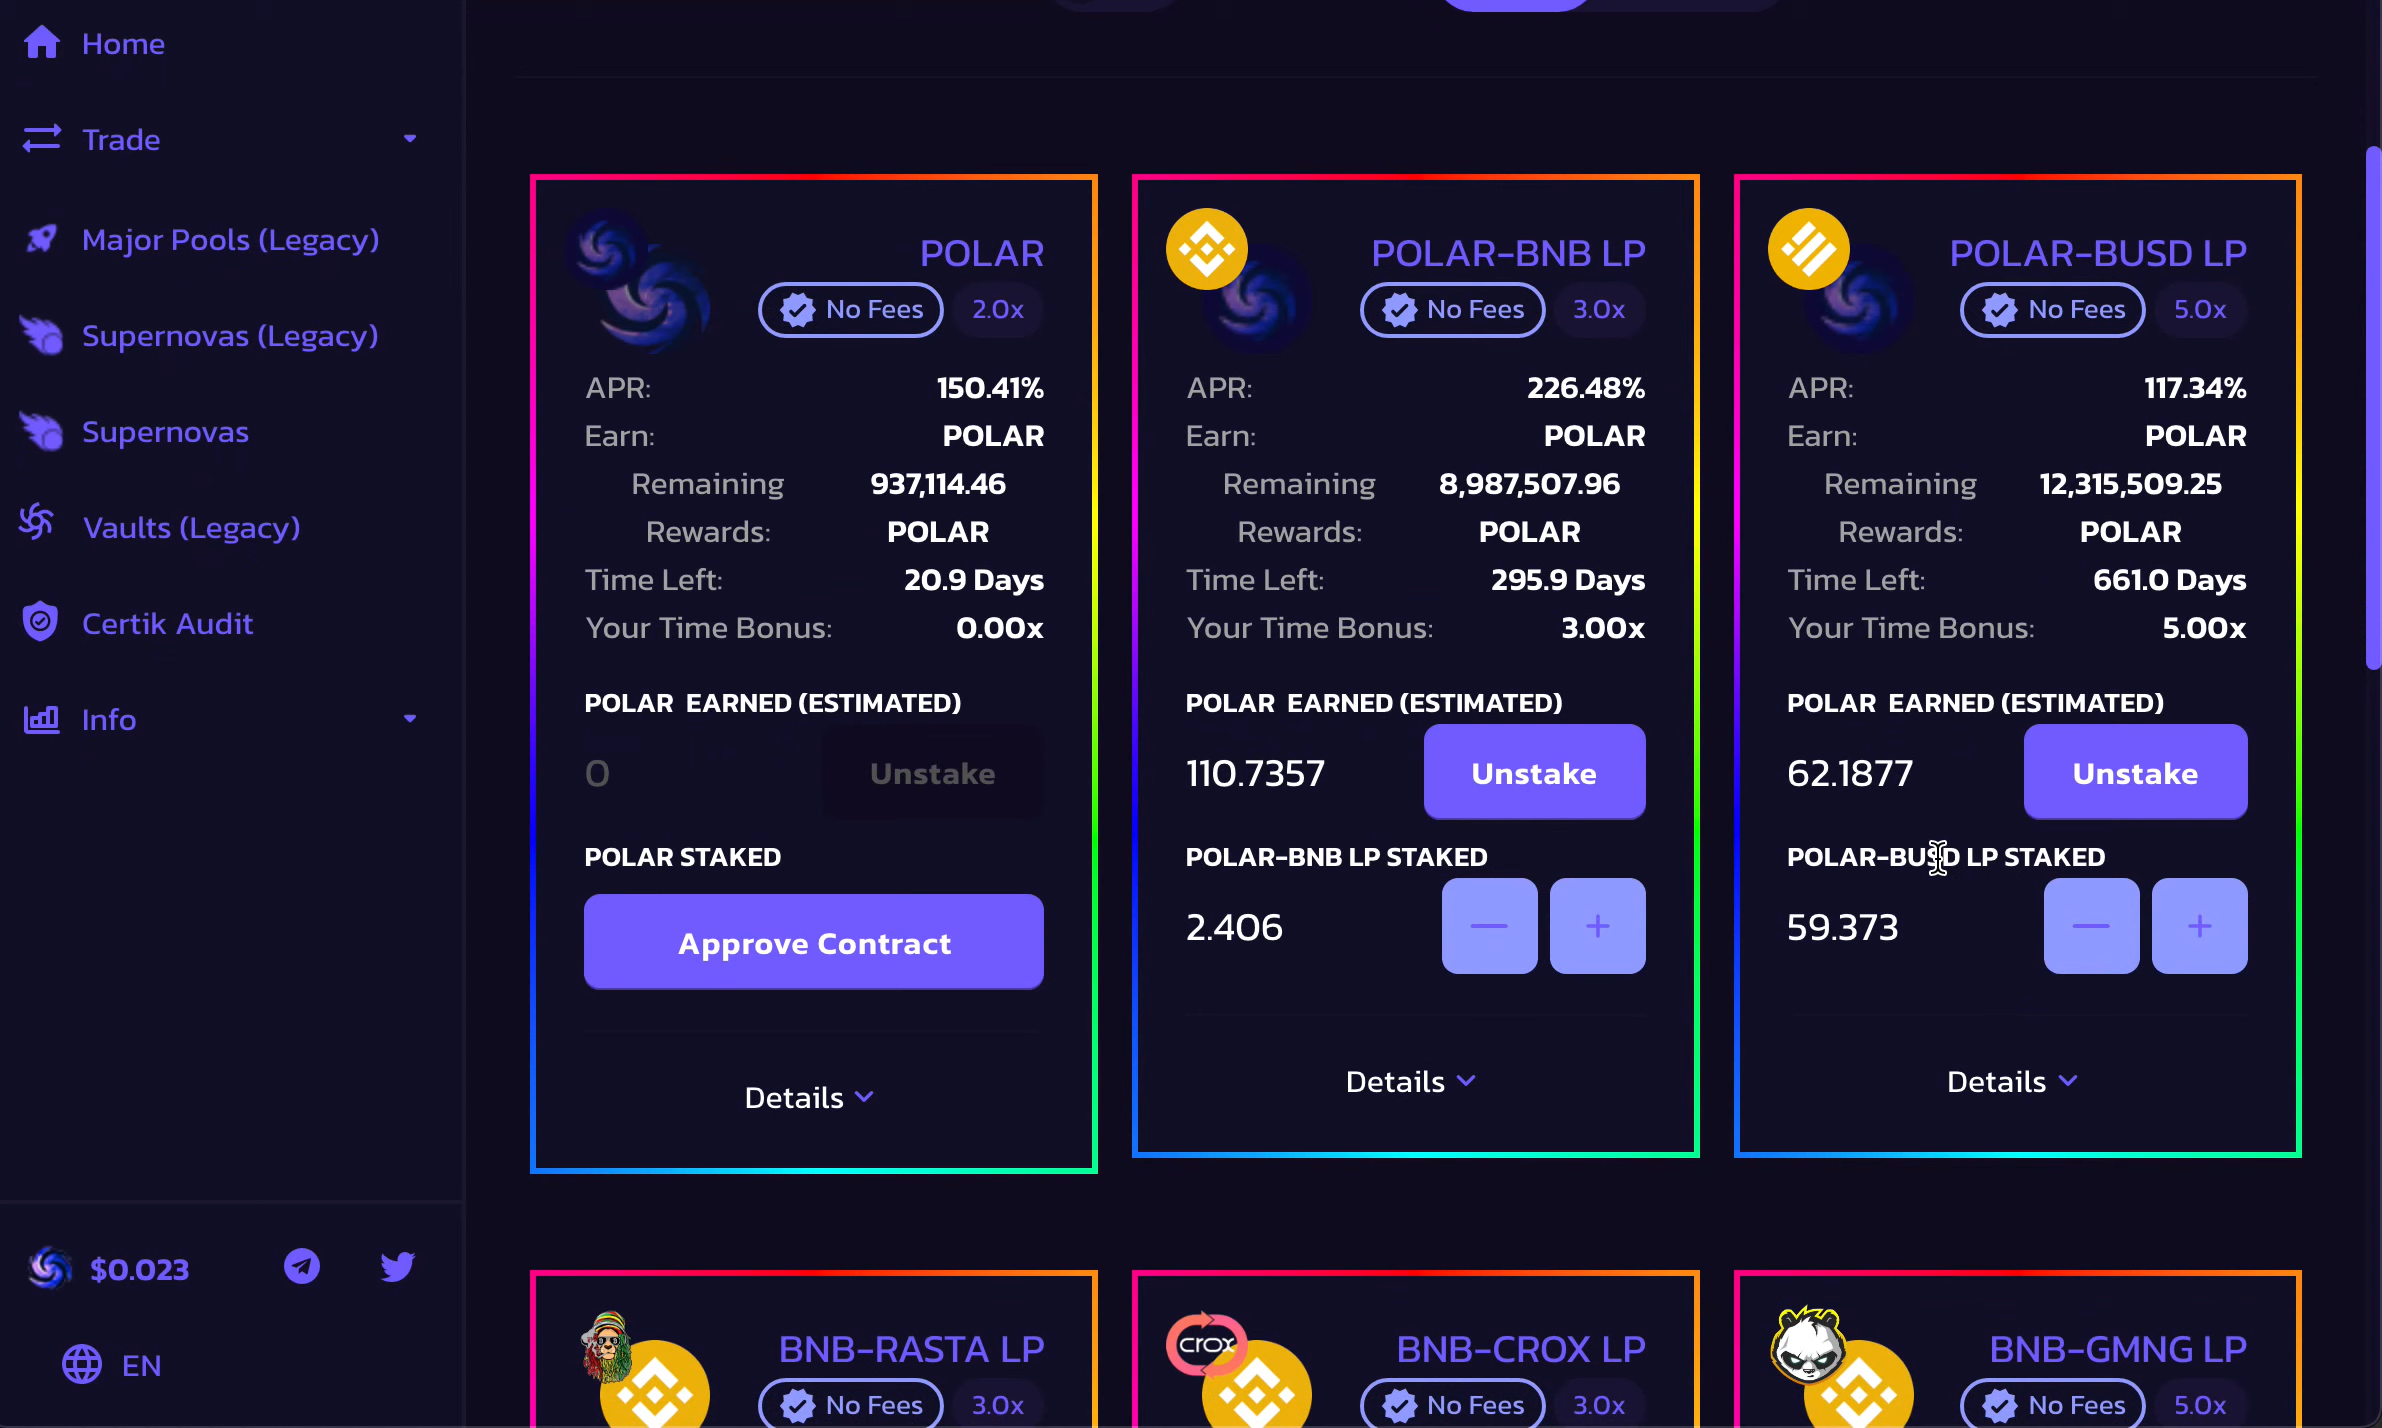 Home
Trade
Major Pools (Legacy)
Supernovas (Legacy)
Supernovas
Vaults (Legacy)
Certik Audit
Info
$0.023
EN
POLAR
No Fees 2.0x
APR: 150.41%
Earn: POLAR
Remaining 937,114.46
Rewards: POLAR
Time Left: 20.9 Days
Your Time Bonus: 0.00x
POLAR EARNED (ESTIMATED)
0 Unstake
POLAR STAKED
Approve Contract
Details
POLAR-BNB LP
No Fees 3.0x
APR: 226.48%
Earn: POLAR
Remaining 8,987,507.96
Rewards: POLAR
Time Left: 295.9 Days
Your Time Bonus: 3.00x
POLAR EARNED (ESTIMATED)
110.7357 Unstake
POLAR-BNB LP STAKED
2.406 — +
Details
POLAR-BUSD LP
No Fees 5.0x
APR: 117.34%
Earn: POLAR
Remaining 12,315,509.25
Rewards: POLAR
Time Left: 661.0 Days
Your Time Bonus: 5.00x
POLAR EARNED (ESTIMATED)
62.1877 Unstake
POLAR-BUSD LP STAKED
59.373 — +
Details
BNB-RASTA LP
No Fees 3.0x
crox
BNB-CROX LP
No Fees 3.0x
BNB-GMNG LP
No Fees 5.0x